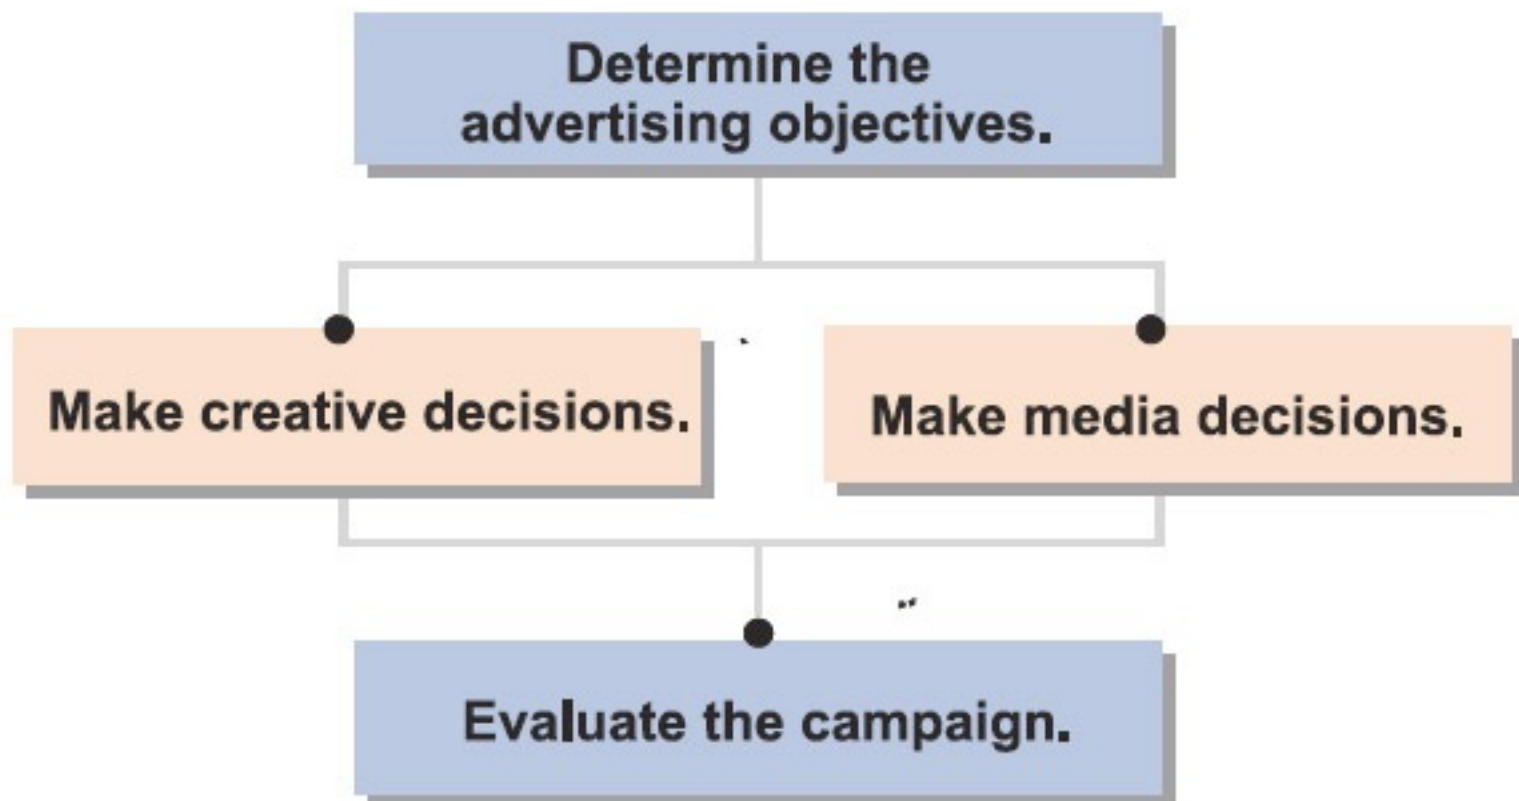 Determine the
advertising objectives.
Make creative decisions.
Make media decisions.
Evaluate the campaign.